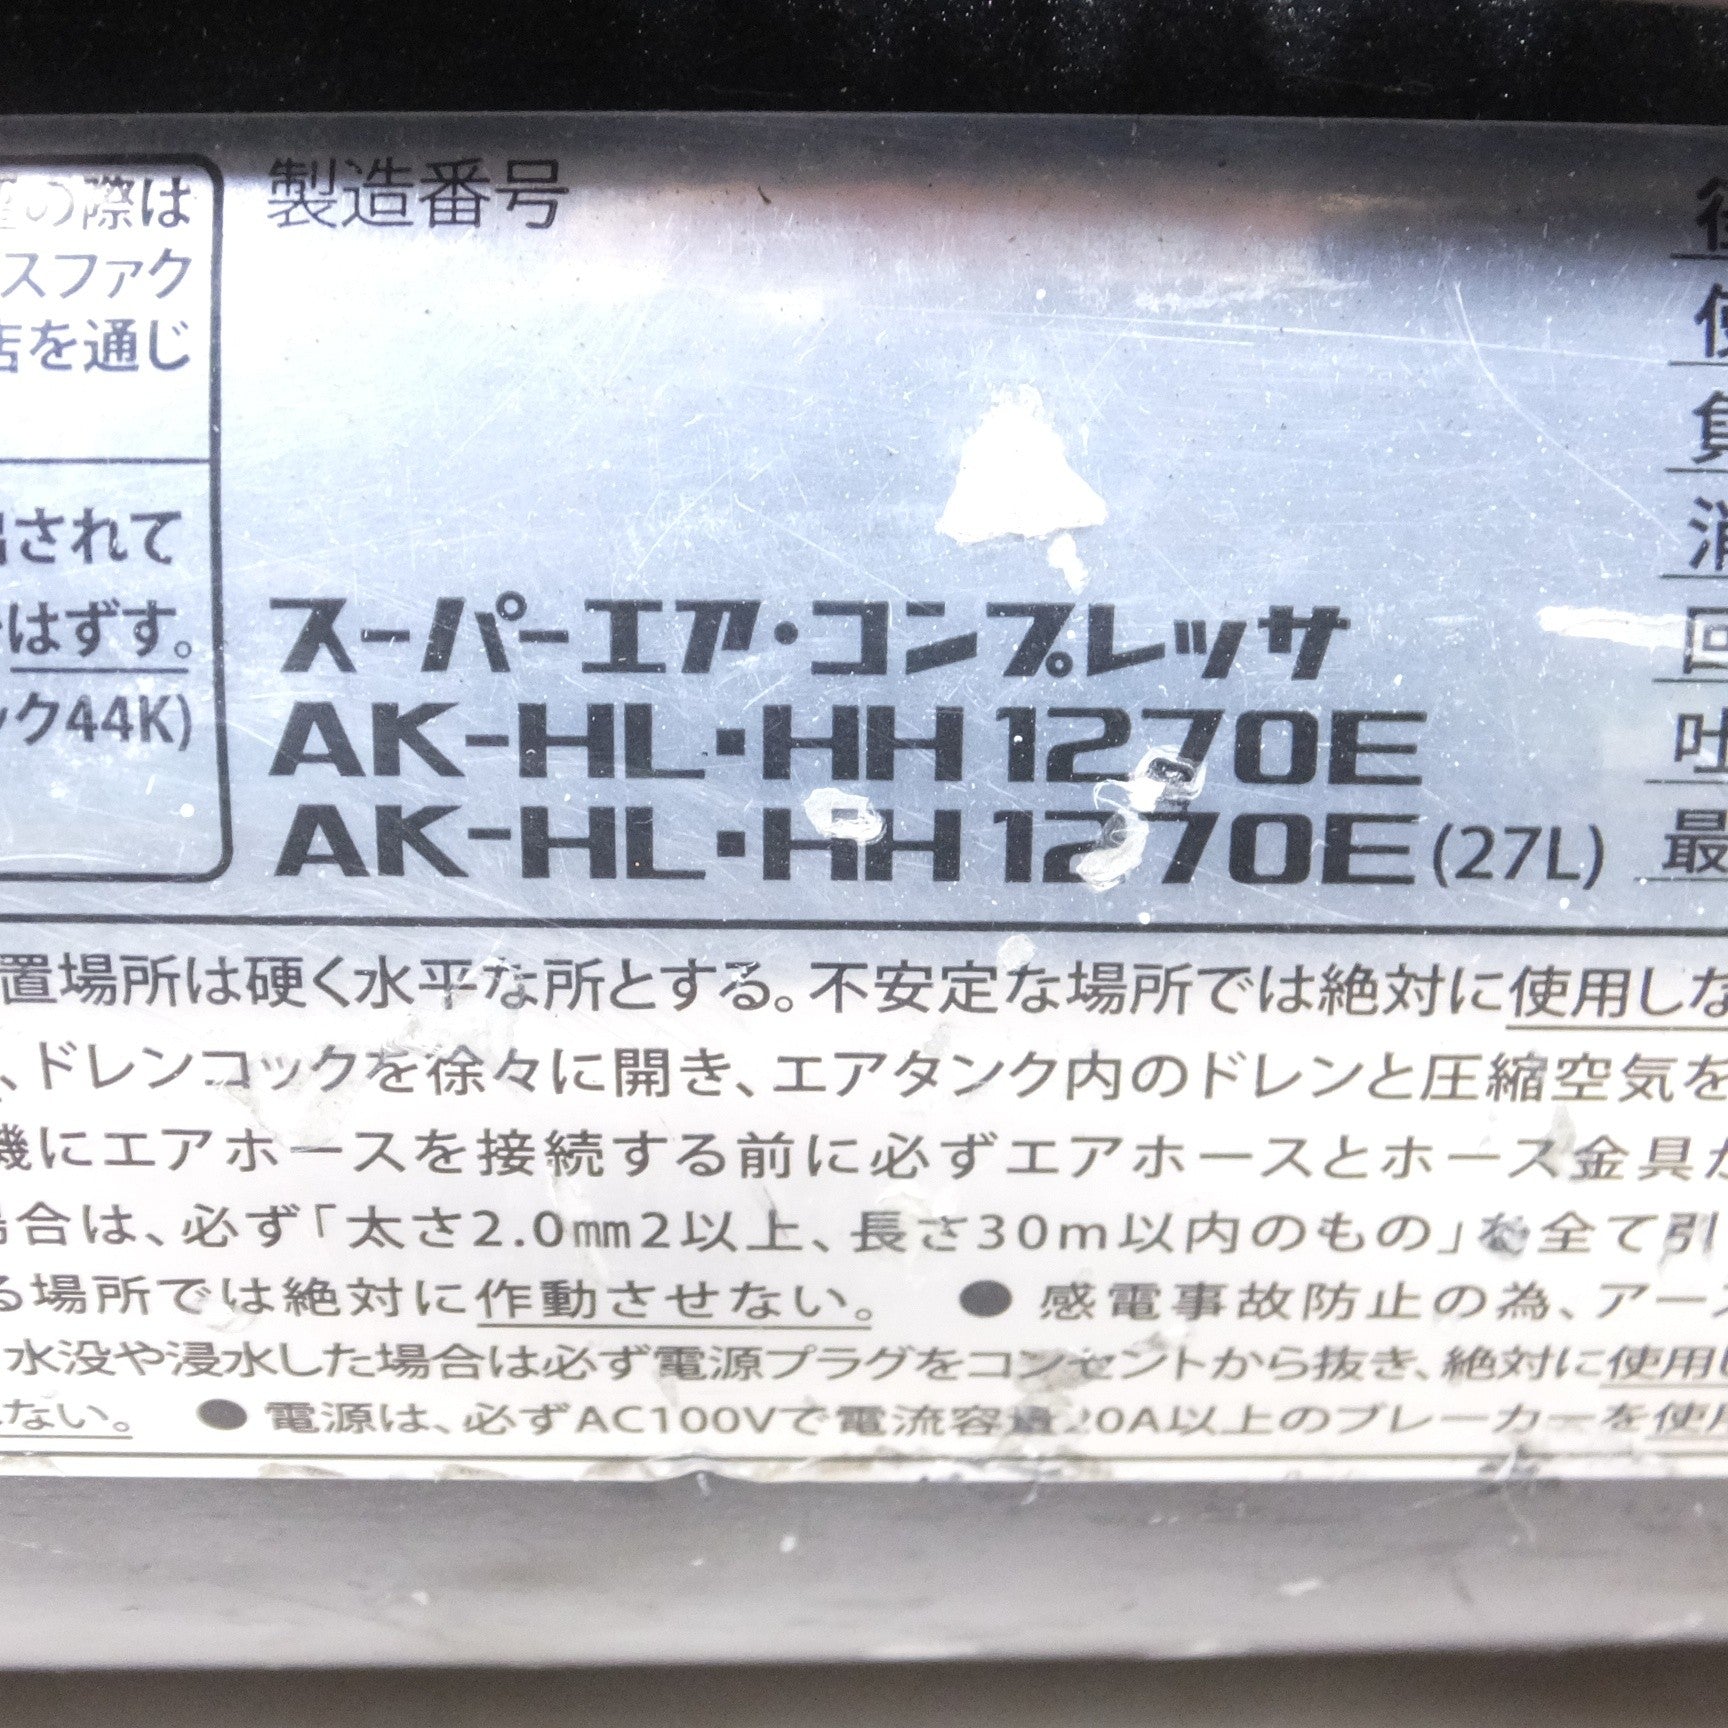 の際は
スファク
店を通じ
されて
はずす。
ック44K)
製造番号
スーパーエア・コンプレッサ
AK-HL・HH1270E
AK-HL・HH1270E(27L)
使
負
消
回
吐
最
置場所は硬く水平な所とする。不安定な場所では絶対に使用しな
、ドレンコックを徐々に開き、エアタンク内のドレンと圧縮空気を
機にエアホースを接続する前に必ずエアホースとホース金具が
場合は、必ず「太さ2.0mm2以上、長さ30m以内のもの」を全て引
る場所では絶対に作動させない。 ●感電事故防止の為、アース
水没や浸水した場合は必ず電源プラグをコンセントから抜き、絶対に使用し
ない。 ●電源は、必ずAC100Vで電流容量20A以上のブレーカーを使用